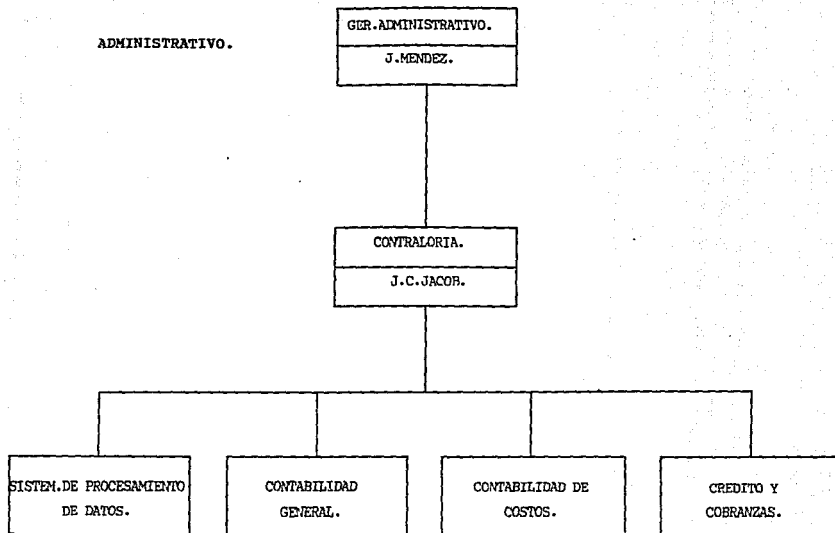 ADMINISTRATIVO.
GER.ADMINISTRATIVO.
J.MENDEZ.
CONTRALORIA.
J.C.JACOB.
SISTEM.DE PROCESAMIENTO
DE DATOS.
CONTABILIDAD
GENERAL.
CONTABILIDAD DE
COSTOS.
CREDITO Y
COBRANZAS.